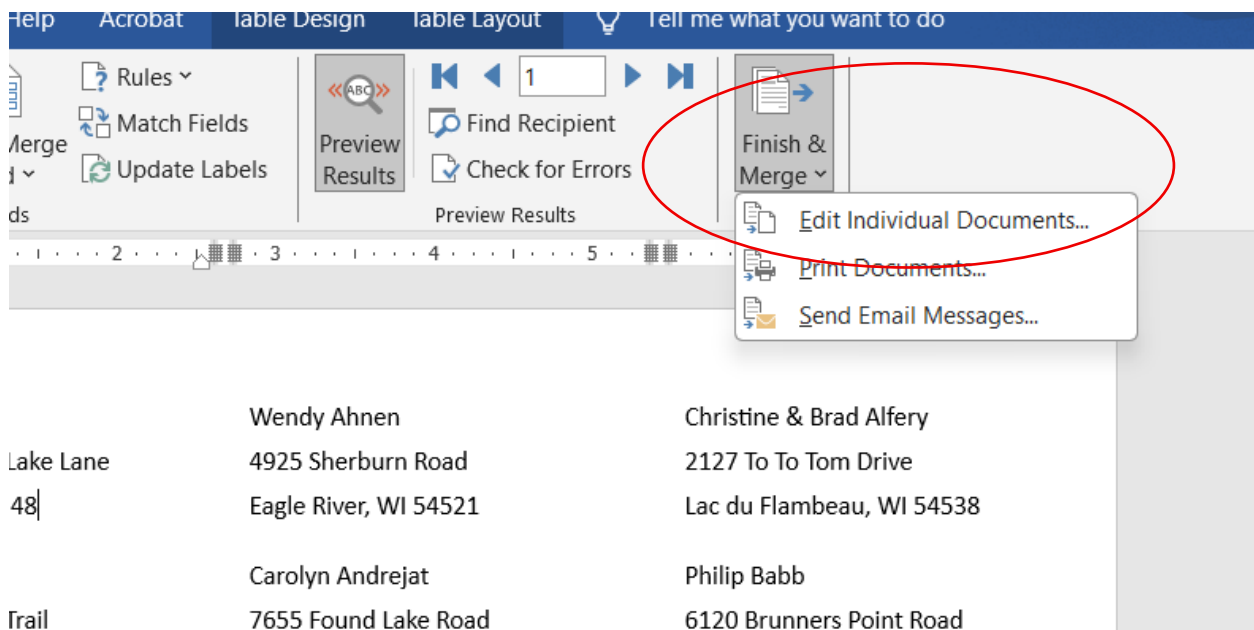 Help Acrobat Table Design Table Layout Tell me what you want to do
Rules
Match Fields
Update Labels
Merge
«ABC»
Preview
Results
1
Find Recipient
Check for Errors
Preview Results
Finish &
Merge
Edit Individual Documents...
Print Documents...
Send Email Messages...
ds
2 3 4 5
Wendy Ahnen Christine & Brad Alfery
Lake Lane 4925 Sherburn Road 2127 To To Tom Drive
48 Eagle River, WI 54521 Lac du Flambeau, WI 54538
Carolyn Andrejat Philip Babb
Trail 7655 Found Lake Road 6120 Brunners Point Road